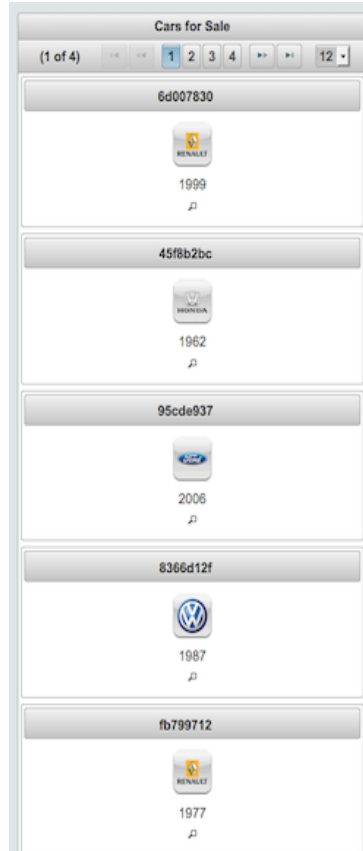 Cars for Sale
(1 of 4) 1 2 3 4 12
6d007830
RENAULT
1999
45f8b2bc
HONDA
1962
95cde937
Ford
2006
8366d12f
1987
fb799712
RENAULT
1977